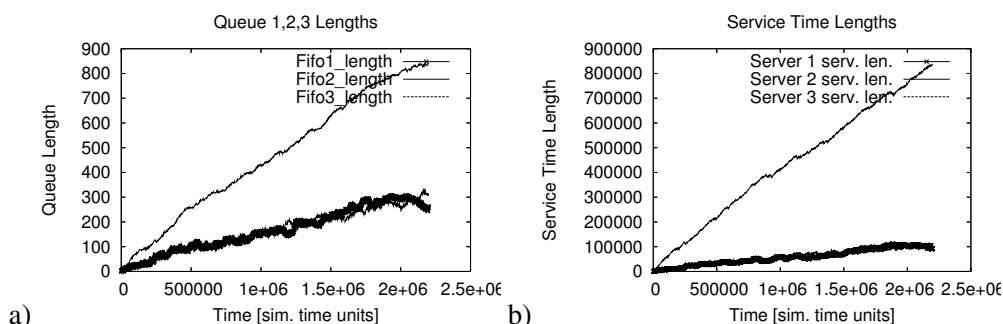 Queue 1,2,3 Lengths
900
800
700
600
500
400
300
200
100
0
Queue Length
Fifo1_length
Fifo2_length
Fifo3_length
0 500000 1e+06 1.5e+06 2e+06 2.5e+06
Time [sim. time units]
a)
Service Time Lengths
900000
800000
700000
600000
500000
400000
300000
200000
100000
0
Service Time Length
Server 1 serv. len.
Server 2 serv. len.
Server 3 serv. len.
0 500000 1e+06 1.5e+06 2e+06 2.5e+06
Time [sim. time units]
b)